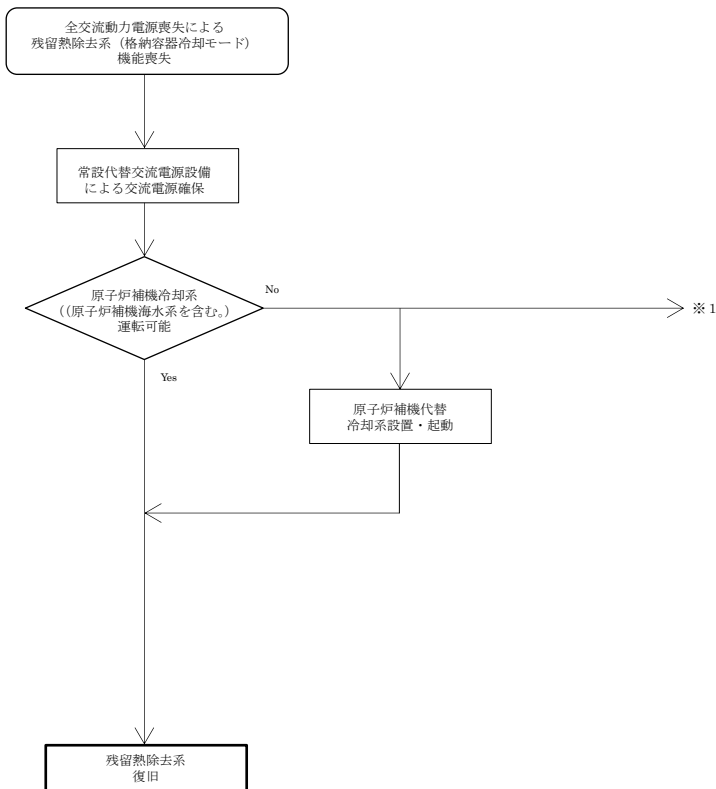 全交流動力電源喪失による
残留熱除去系（格納容器冷却モード）
機能喪失
常設代替交流電源設備
による交流電源確保
原子炉補機冷却系
((原子炉補機海水系を含む。)
運転可能
No
※1
Yes
原子炉補機代替
冷却系設置・起動
残留熱除去系
復旧